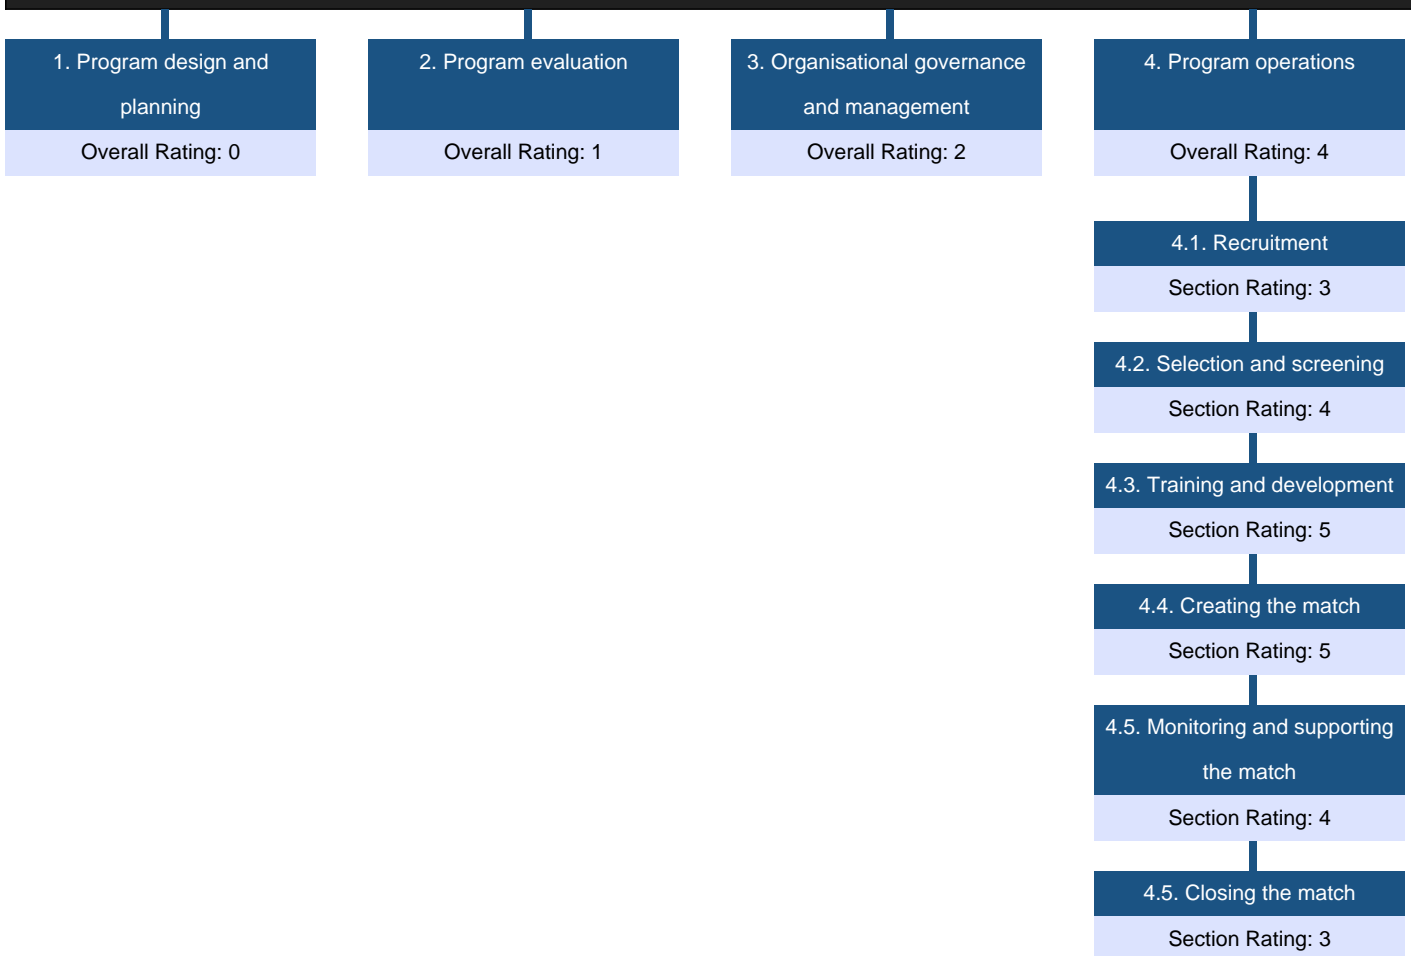 1. Program design and
planning
Overall Rating: 0
2. Program evaluation
Overall Rating: 1
3. Organisational governance
and management
Overall Rating: 2
4. Program operations
Overall Rating: 4
4.1. Recruitment
Section Rating: 3
4.2. Selection and screening
Section Rating: 4
4.3. Training and development
Section Rating: 5
4.4. Creating the match
Section Rating: 5
4.5. Monitoring and supporting
the match
Section Rating: 4
4.5. Closing the match
Section Rating: 3